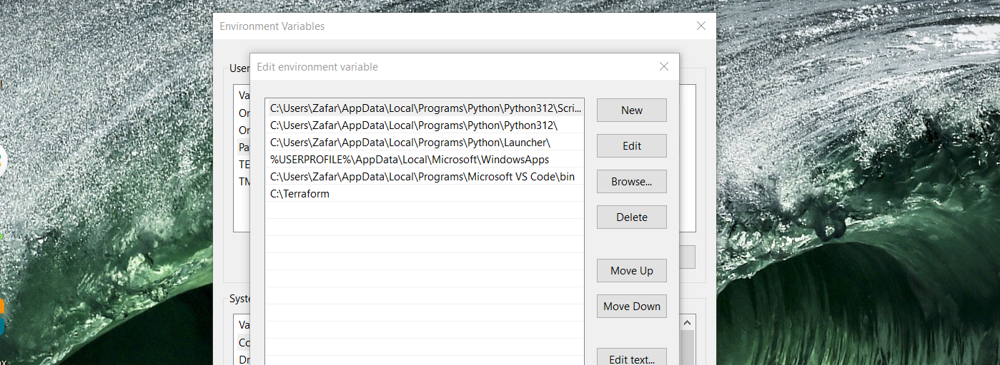 Environment Variables
User
Edit environment variable
Va
Or
Or
Pa
TE
TM
C:\Users\Zafar\AppData\Local\Programs\Python\Python312\Scri...
C:\Users\Zafar\AppData\Local\Programs\Python\Python312\
C:\Users\Zafar\AppData\Local\Programs\Python\Launcher\
%USERPROFILE%\AppData\Local\Microsoft\WindowsApps
C:\Users\Zafar\AppData\Local\Programs\Microsoft VS Code\bin
C:\Terraform
New
Edit
Browse...
Delete
Move Up
Move Down
Edit text...
Syste
Va
Co
Dr